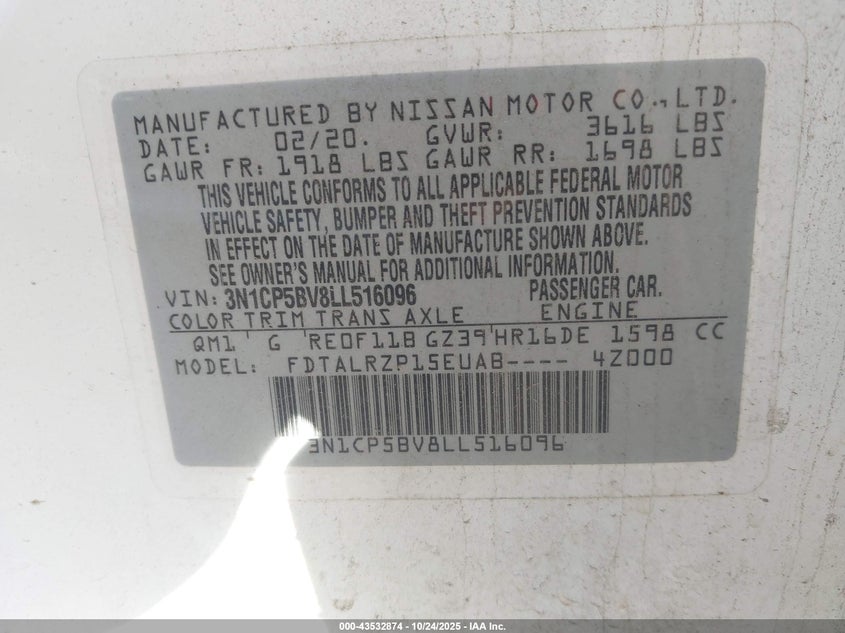 MANUFACTURED BY NISSAN MOTOR CO., LTD.
DATE: 02/20. GVWR: 3616 LBS
GAWR FR: 1918 LBS GAWR RR: 1698 LBS
THIS VEHICLE CONFORMS TO ALL APPLICABLE FEDERAL MOTOR
VEHICLE SAFETY, BUMPER AND THEFT PREVENTION STANDARDS
IN EFFECT ON THE DATE OF MANUFACTURE SHOWN ABOVE.
SEE OWNER'S MANUAL FOR ADDITIONAL INFORMATION.
VIN: 3N1CP5BV8LL516096 PASSENGER CAR.
COLOR TRIM TRANS AXLE ENGINE
QM1 G RE0F11B GZ39 HR16DE 1598 CC
MODEL: FDTALRZP15EUAB---- 4Z000
3N1CP5BV8LL516096
000-43532874 | 10/24/2025 - IAA Inc.